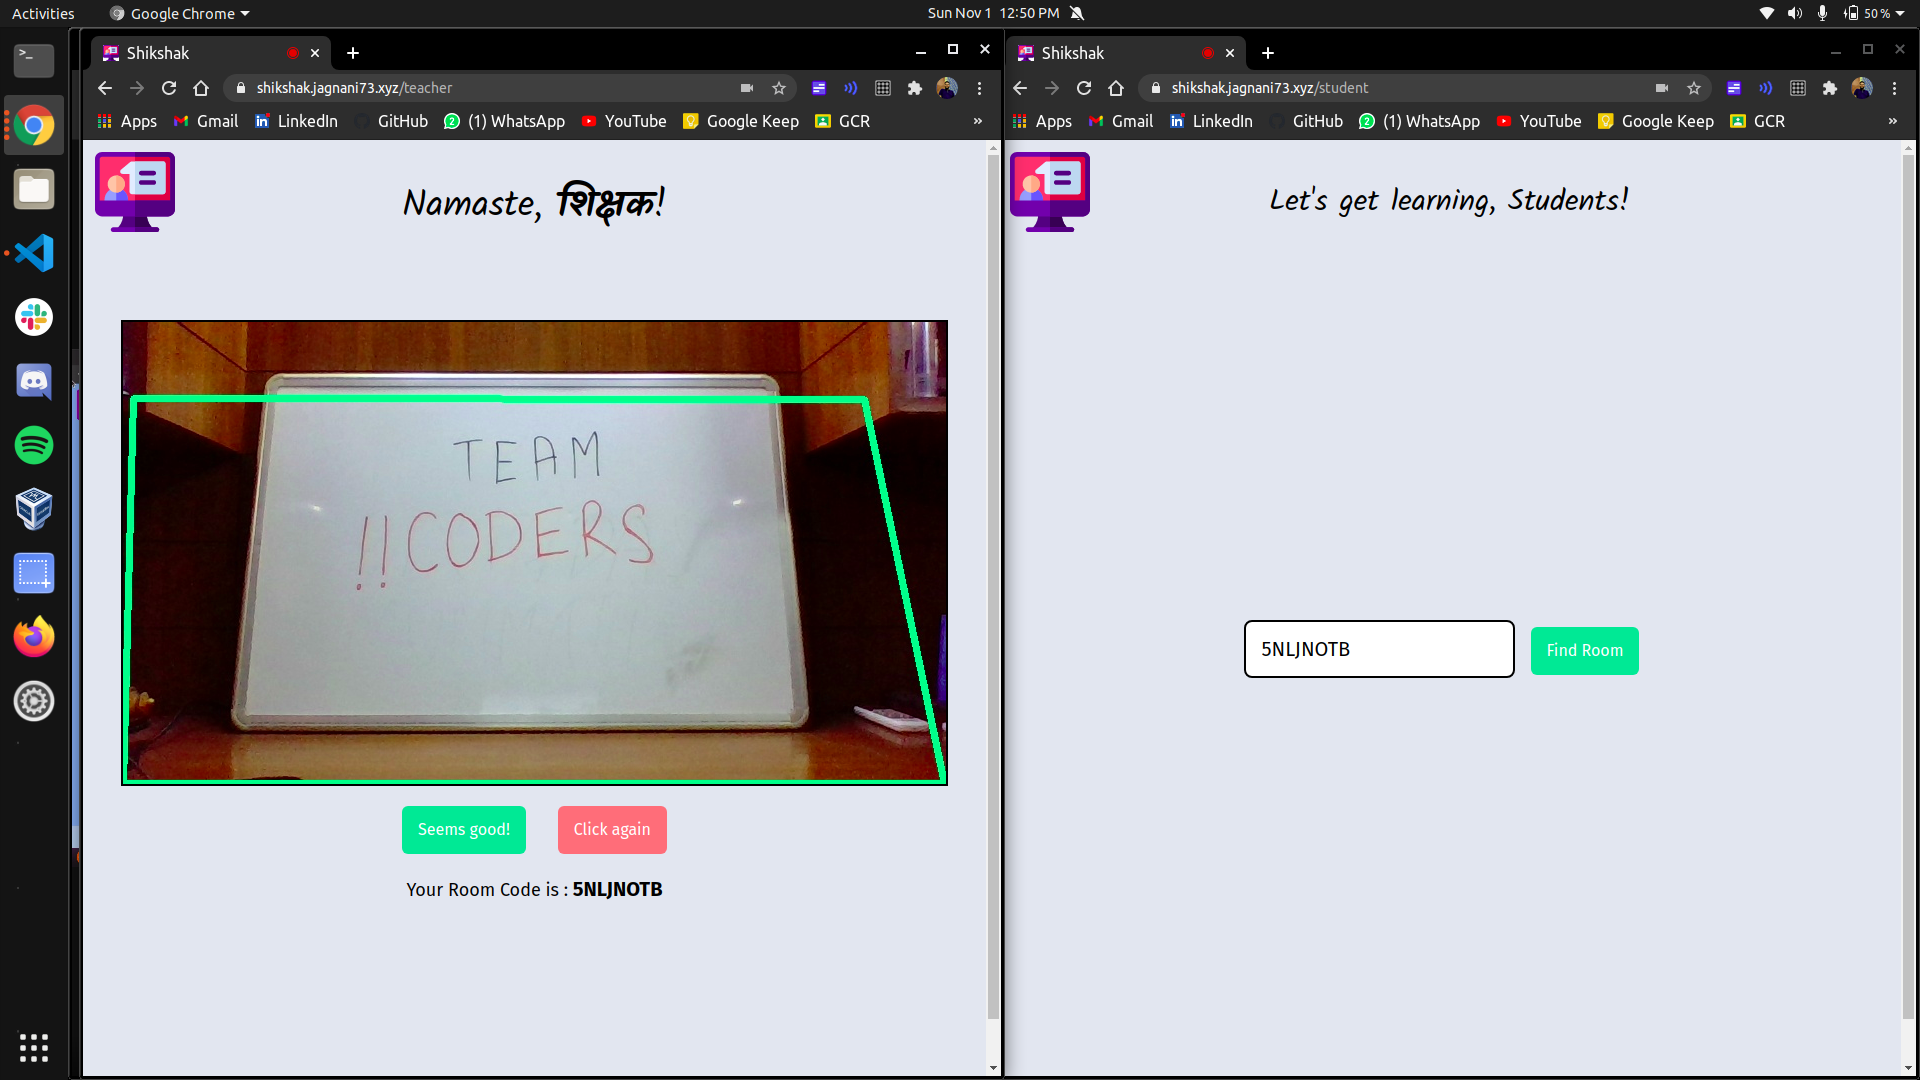 Activities
Google Chrome
Sun Nov 1 12:50 PM
50 %
Shikshak
shikshak.jagnani73.xyz/teacher
Apps
Gmail
LinkedIn
GitHub
(1) WhatsApp
YouTube
Google Keep
GCR
»
Namaste, शिक्षक!
TEAM
!!CODERS
Seems good!
Click again
Your Room Code is : 5NLJNOTB
Shikshak
shikshak.jagnani73.xyz/student
Apps
Gmail
LinkedIn
GitHub
(1) WhatsApp
YouTube
Google Keep
GCR
»
Let's get learning, Students!
5NLJNOTB
Find Room